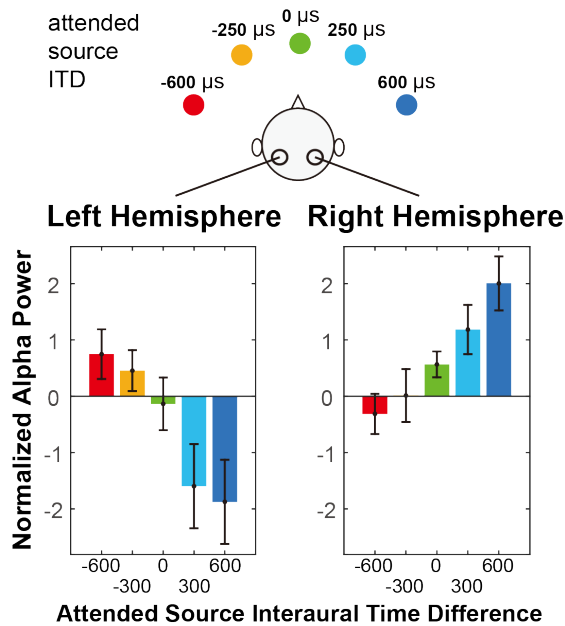 attended
source
ITD
-600 µs
-250 µs
0 µs
250 µs
600 µs
Left Hemisphere
Right Hemisphere
Normalized Alpha Power
2
1
0
-1
-2
-600
-300
0
300
600
2
1
0
-1
-2
-600
-300
0
300
600
Attended Source Interaural Time Difference